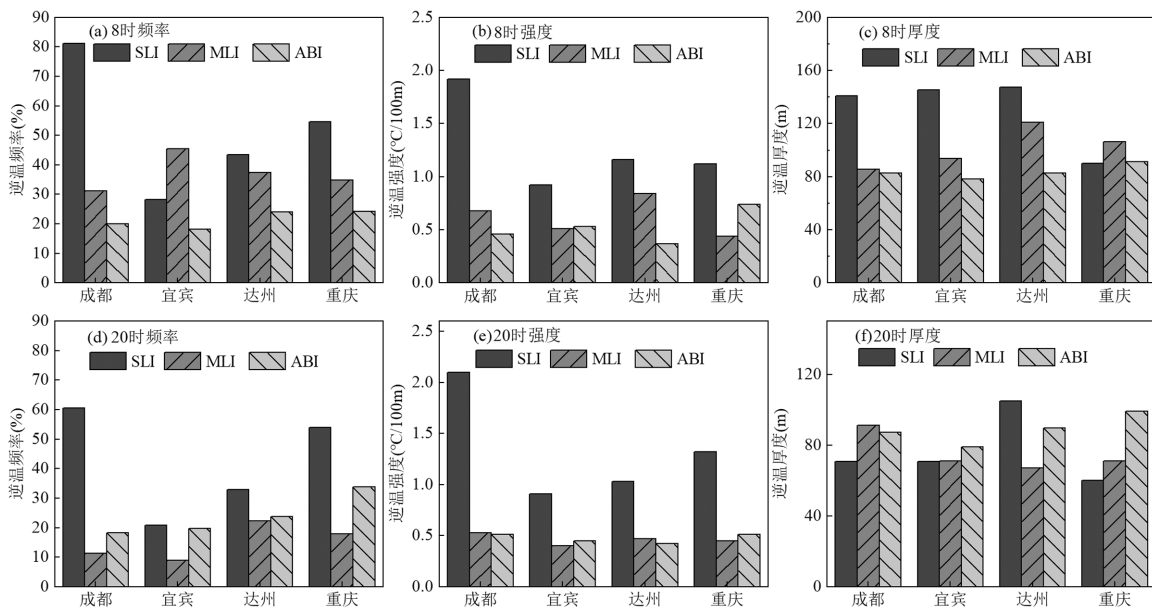 (a) 8时频率
SLI MLI ABI
逆温频率(%)
90
80
70
60
50
40
30
20
10
0
成都 宜宾 达州 重庆
(b) 8时强度
SLI MLI ABI
逆温强度(°C/100m)
2.5
2.0
1.5
1.0
0.5
0.0
成都 宜宾 达州 重庆
(c) 8时厚度
SLI MLI ABI
逆温厚度(m)
200
160
120
80
40
0
成都 宜宾 达州 重庆
(d) 20时频率
SLI MLI ABI
逆温频率(%)
90
80
70
60
50
40
30
20
10
0
成都 宜宾 达州 重庆
(e) 20时强度
SLI MLI ABI
逆温强度(°C/100m)
2.5
2.0
1.5
1.0
0.5
0.0
成都 宜宾 达州 重庆
(f) 20时厚度
SLI MLI ABI
逆温厚度(m)
120
80
40
0
成都 宜宾 达州 重庆